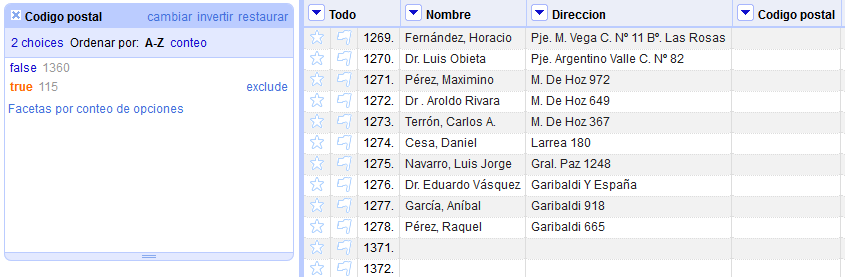 Codigo postal cambiar invertir restaurar
2 choices Ordenar por: A-Z conteo
false 1360
true 115 exclude
Facetas por conteo de opciones
Todo Nombre Direccion Codigo postal
1269. Fernández, Horacio Pje. M. Vega C. Nº 11 Bº. Las Rosas
1270. Dr. Luis Obieta Pje. Argentino Valle C. Nº 82
1271. Pérez, Maximino M. De Hoz 972
1272. Dr . Aroldo Rivara M. De Hoz 649
1273. Terrón, Carlos A. M. De Hoz 367
1274. Cesa, Daniel Larrea 180
1275. Navarro, Luis Jorge Gral. Paz 1248
1276. Dr. Eduardo Vásquez Garibaldi Y España
1277. García, Aníbal Garibaldi 918
1278. Pérez, Raquel Garibaldi 665
1371.
1372.